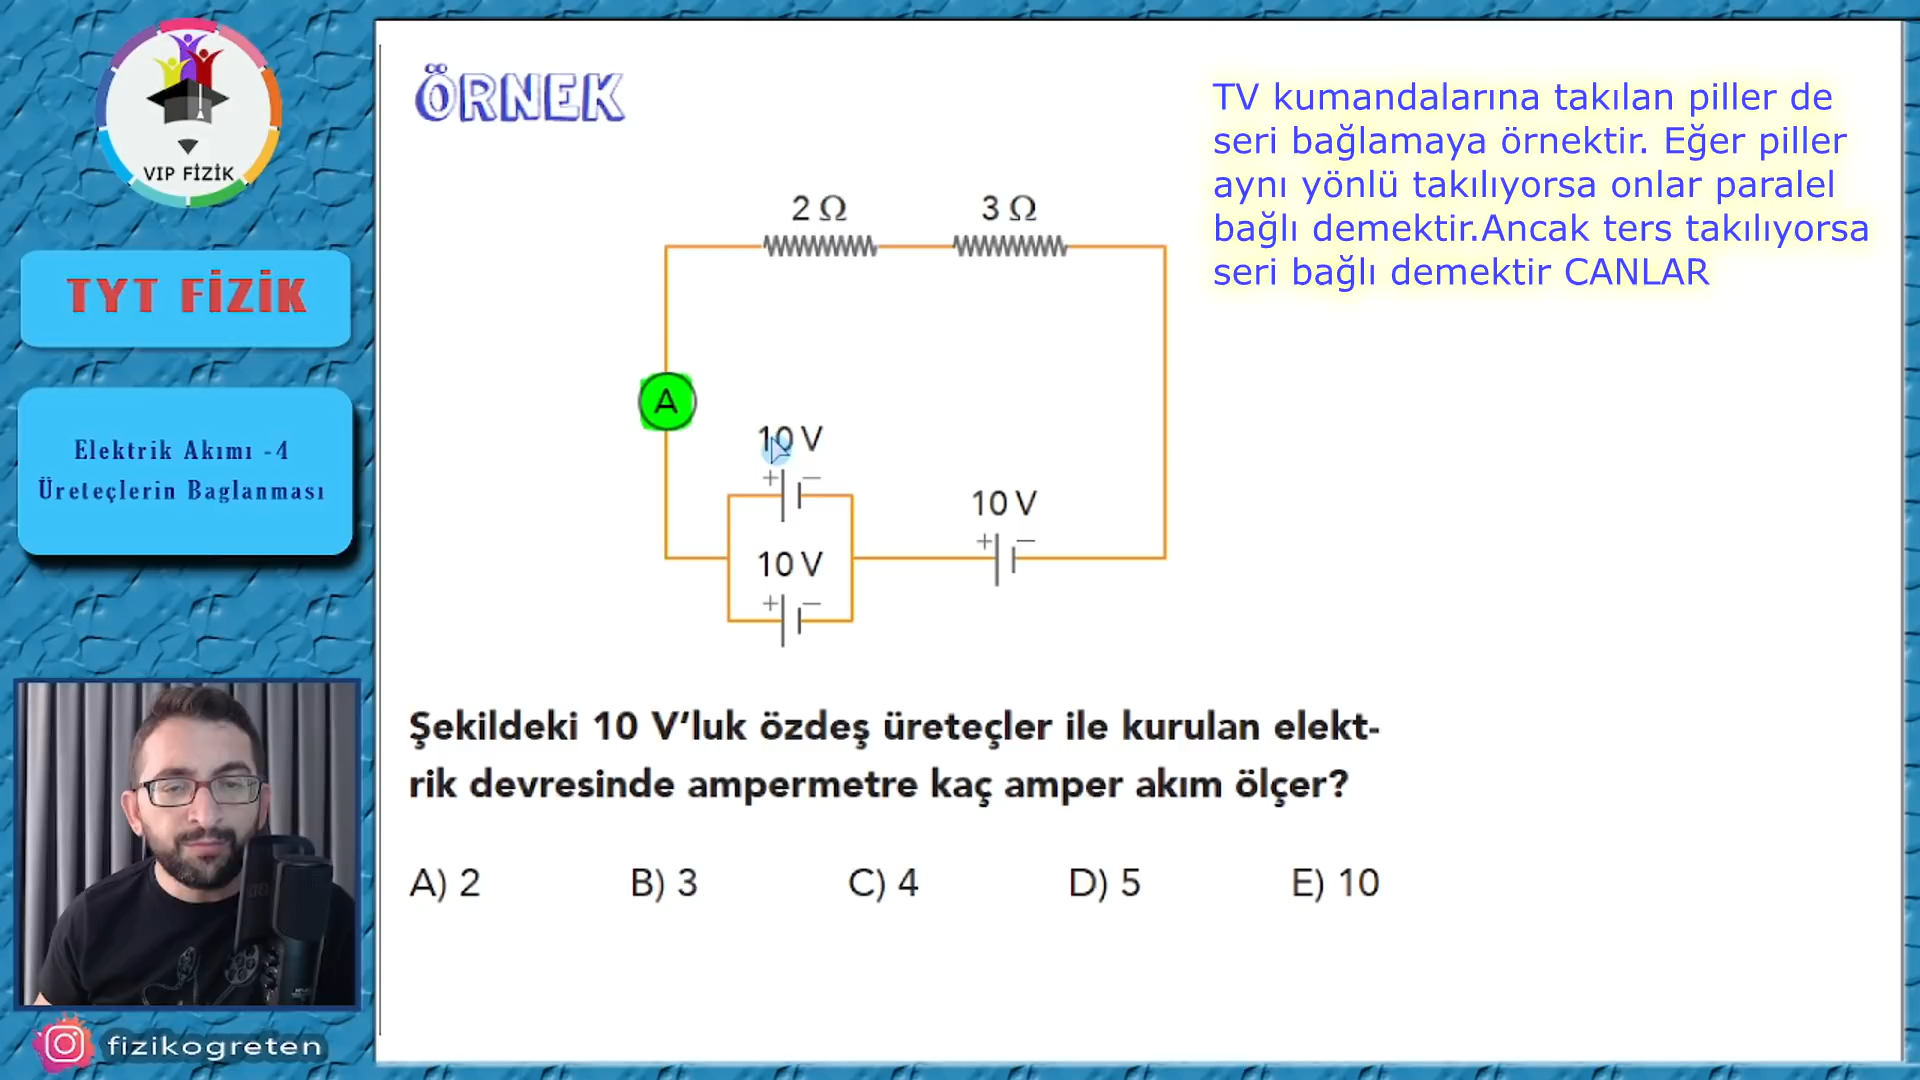 VIP FİZİK
TYT FİZİK
Elektrik Akımı -4
Üreteçlerin Baglanması
fizikogreten
ÖRNEK
TV kumandalarına takılan piller de
seri bağlamaya örnektir. Eğer piller
aynı yönlü takılıyorsa onlar paralel
bağlı demektir.Ancak ters takılıyorsa
seri bağlı demektir CANLAR
2 Ω 3 Ω
A
10 V
+ −
10 V
+ −
10 V
+ −
Şekildeki 10 V’luk özdeş üreteçler ile kurulan elekt-
rik devresinde ampermetre kaç amper akım ölçer?
A) 2 B) 3 C) 4 D) 5 E) 10